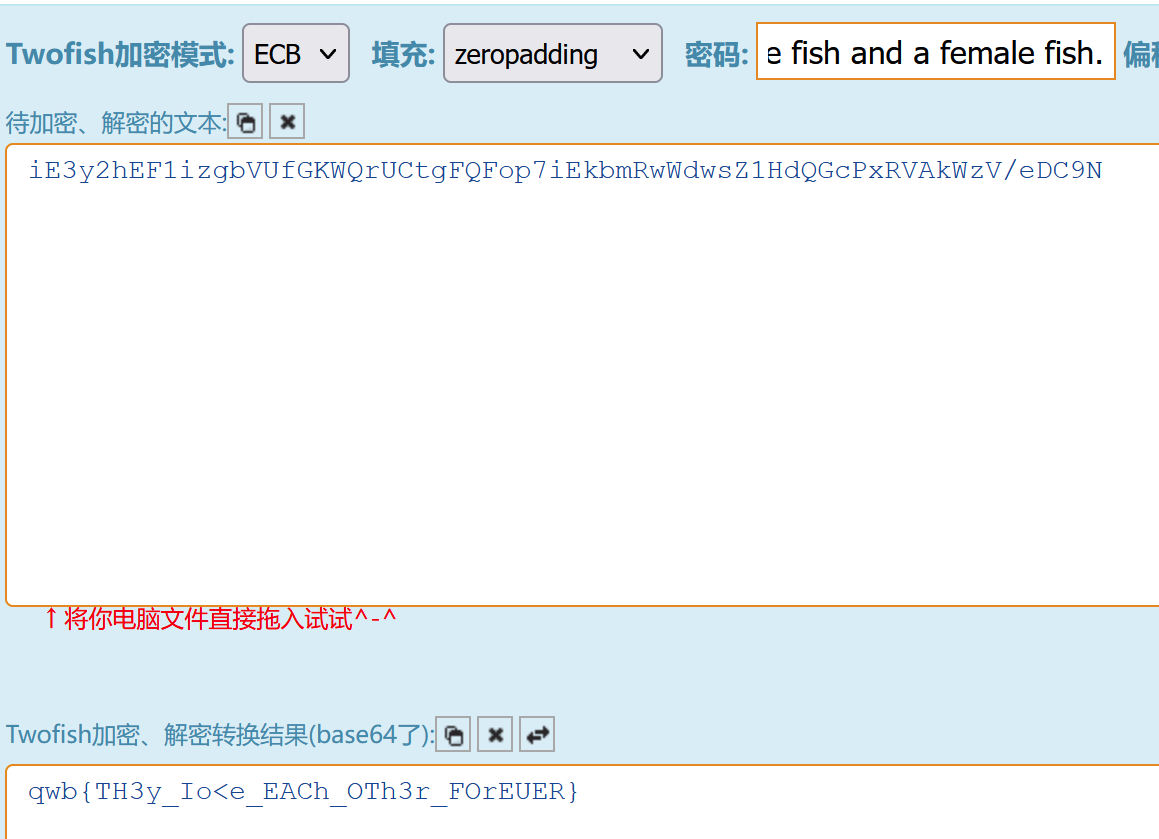 Twofish加密模式: ECB 填充: zeropadding 密码: e fish and a female fish. 偏移
待加密、解密的文本:
iE3y2hEF1izgbVUfGKWQrUCtgFQFop7iEkbmRwWdwsZ1HdQGcPxRVAkWzV/eDC9N
↑将你电脑文件直接拖入试试^-^
Twofish加密、解密转换结果(base64了):
qwb{TH3y_Io<e_EACh_OTh3r_FOrEUER}